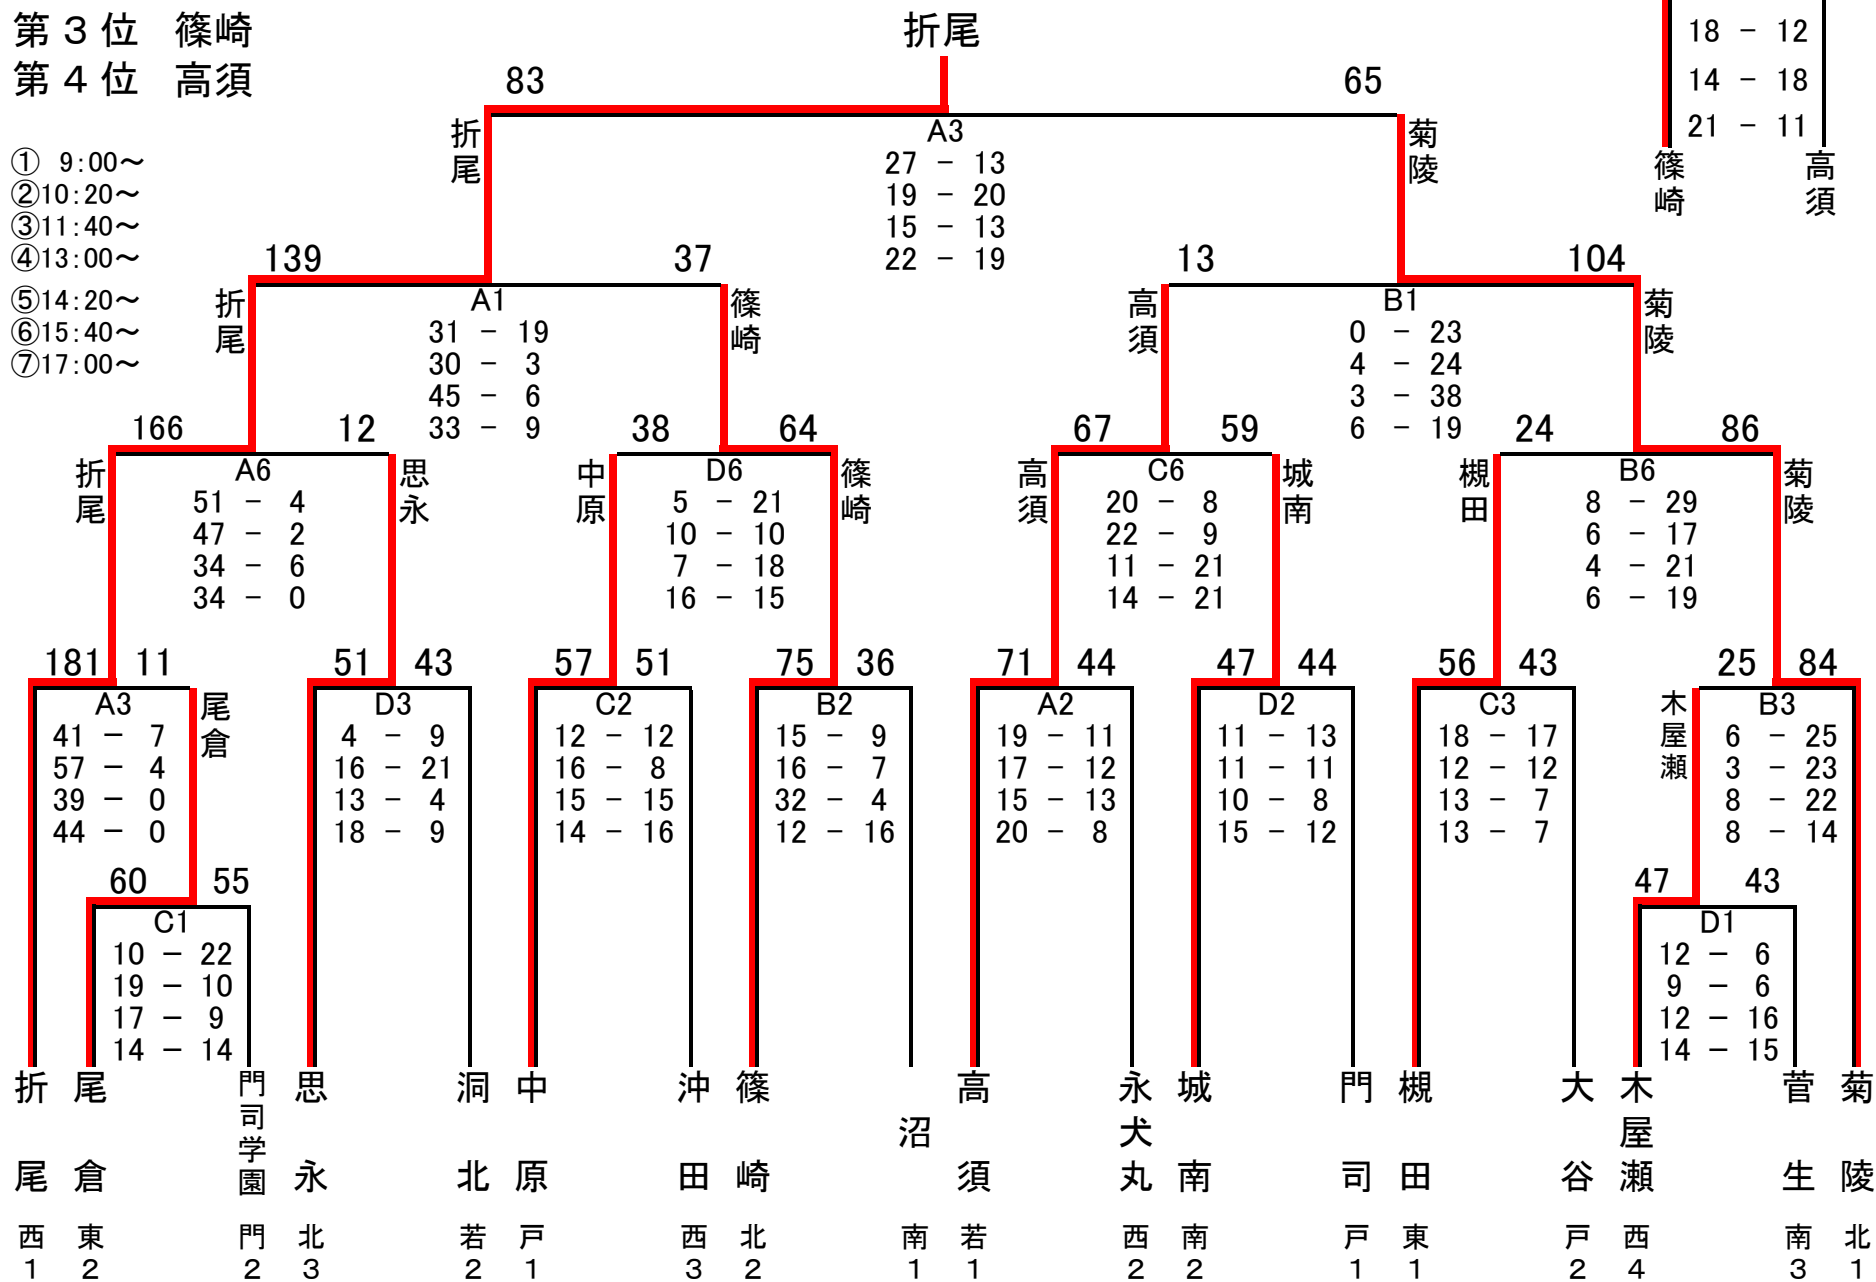 第３位 篠崎
第４位 高須
折尾
18 － 12
14 － 18
21 － 11
篠崎
高須
① 9:00～
②10:20～
③11:40～
④13:00～
⑤14:20～
⑥15:40～
⑦17:00～
83 65
折尾
菊陵
A3
27 － 13
19 － 20
15 － 13
22 － 19
139 37
折尾
篠崎
A1
31 － 19
30 － 3
45 － 6
33 － 9
13 104
高須
菊陵
B1
0 － 23
4 － 24
3 － 38
6 － 19
166 12
折尾
思永
A6
51 － 4
47 － 2
34 － 6
34 － 0
38 64
中原
篠崎
D6
5 － 21
10 － 10
7 － 18
16 － 15
67 59
高須
城南
C6
20 － 8
22 － 9
11 － 21
14 － 21
24 86
槻田
菊陵
B6
8 － 29
6 － 17
4 － 21
6 － 19
181 11
尾倉
A3
41 － 7
57 － 4
39 － 0
44 － 0
51 43
D3
4 － 9
16 － 21
13 － 4
18 － 9
57 51
C2
12 － 12
16 － 8
15 － 15
14 － 16
75 36
B2
15 － 9
16 － 7
32 － 4
12 － 16
71 44
A2
19 － 11
17 － 12
15 － 13
20 － 8
47 44
D2
11 － 13
11 － 11
10 － 8
15 － 12
56 43
C3
18 － 17
12 － 12
13 － 7
13 － 7
25 84
木屋瀬
B3
6 － 25
3 － 23
8 － 22
8 － 14
60 55
C1
10 － 22
19 － 10
17 － 9
14 － 14
47 43
D1
12 － 6
9 － 6
12 － 16
14 － 15
折尾
西1
尾倉
東2
門司学園
門2
思永
北3
洞北
若2
中原
戸1
沖田
西3
篠崎
北2
沼
南1
高須
若1
永犬丸
西2
城南
南2
門司
戸1
槻田
東1
大谷
戸2
木屋瀬
西4
菅生
南3
菊陵
北1